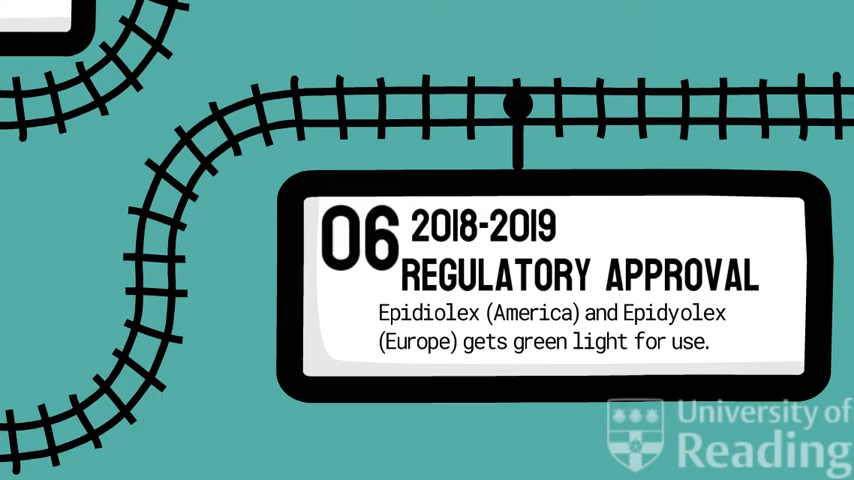 06 2018-2019
REGULATORY APPROVAL
Epidiolex (America) and Epidyolex
(Europe) gets green light for use.
University of
Reading